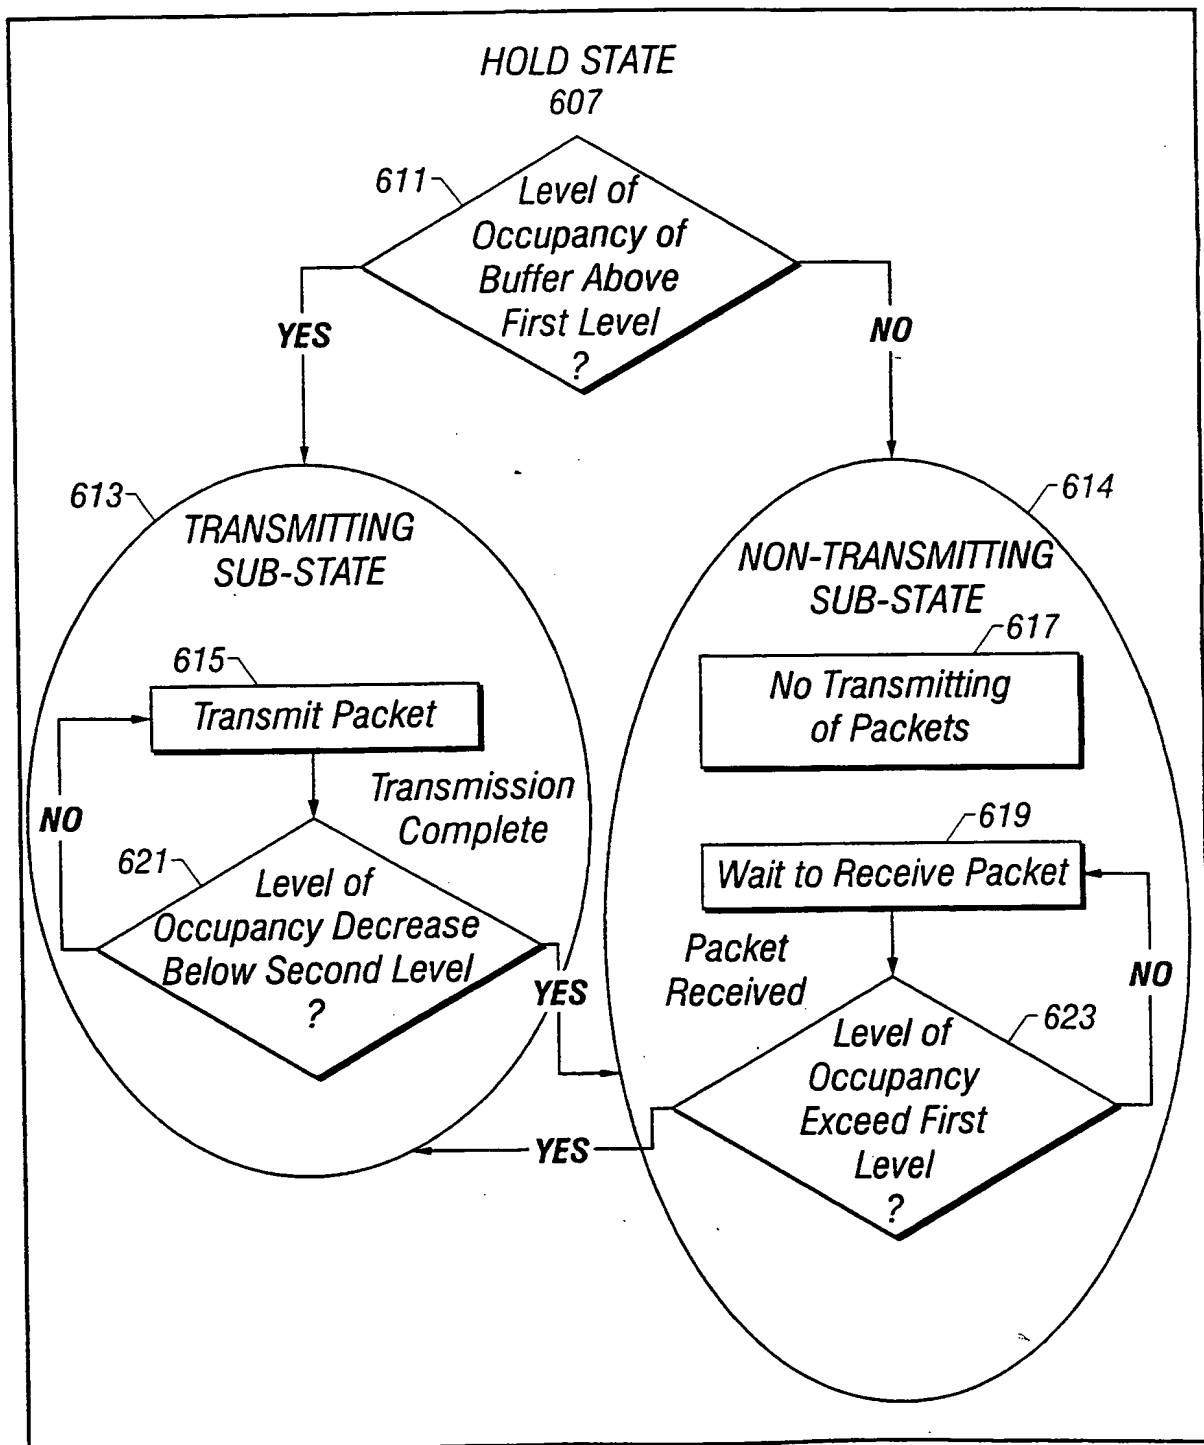 HOLD STATE
607
611
Level of
Occupancy of
Buffer Above
First Level
?
YES
NO
613
TRANSMITTING
SUB-STATE
615
Transmit Packet
Transmission
Complete
NO
621
Level of
Occupancy Decrease
Below Second Level
?
YES
614
NON-TRANSMITTING
SUB-STATE
617
No Transmitting
of Packets
619
Wait to Receive Packet
Packet
Received
NO
623
Level of
Occupancy
Exceed First
Level
?
YES